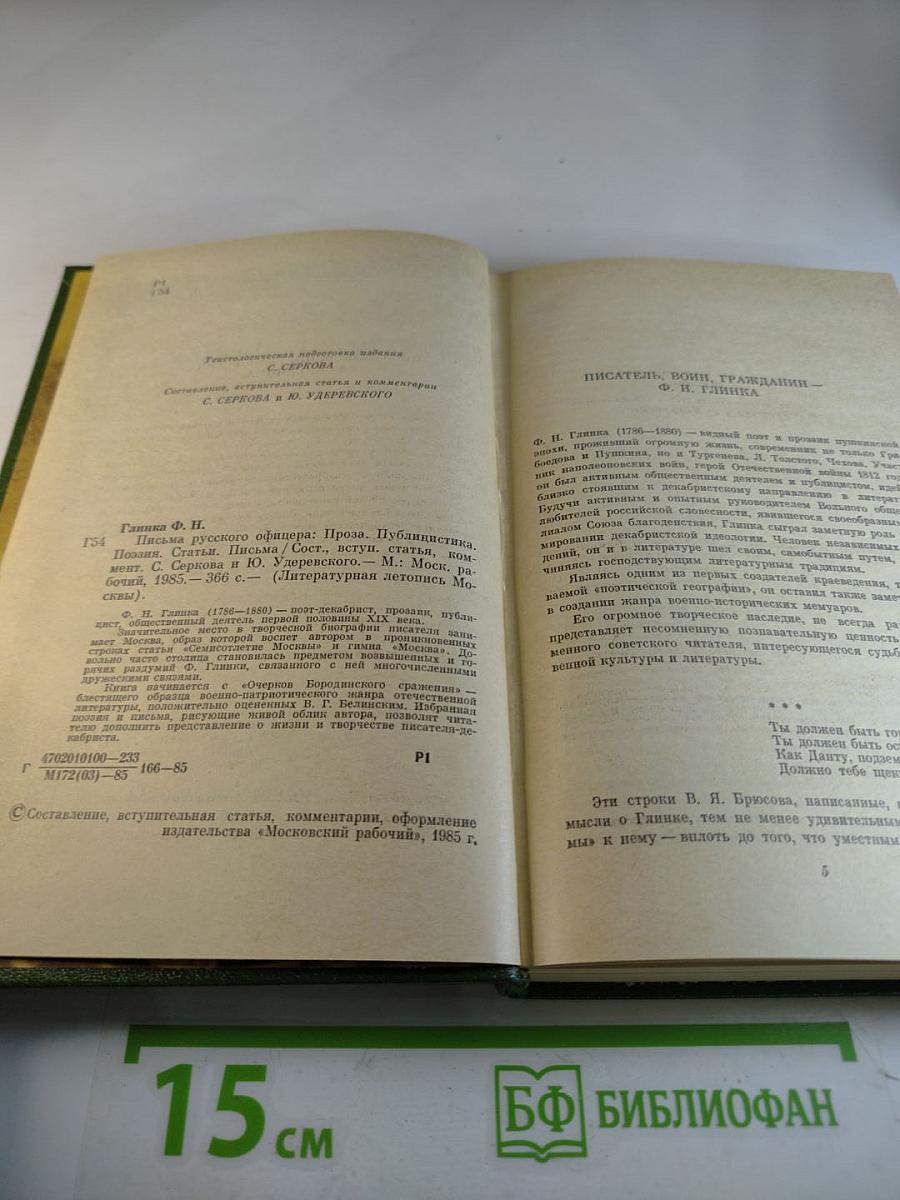 Р1
Г54
Текстологическая подготовка издания
С. СЕРКОВА
Составление, вступительная статья и комментарии
С. СЕРКОВА и Ю. УДЕРЕВСКОГО
Глинка Ф. Н.
Г54 Письма русского офицера: Проза. Публицистика.
Поэзия. Статьи. Письма / Сост., вступ. статья, ком-
мент. С. Серкова и Ю. Удеревского.— М.: Моск. ра-
бочий, 1985.— 366 с.— (Литературная летопись Мо-
сквы).
Ф. Н. Глинка (1786—1880) — поэт-декабрист, прозаик, публи-
цист, общественный деятель первой половины XIX века.
Значительное место в творческой биографии писателя зани-
мает Москва, образ которой воспет автором в проникновенных
строках статьи «Семисотлетие Москвы» и гимна «Москва». До-
вольно часто столица становилась предметом возвышенных и го-
рячих раздумий Ф. Глинки, связанного с ней многочисленными
дружескими связями.
Книга начинается с «Очерков Бородинского сражения» —
блестящего образца военно-патриотического жанра отечественной
литературы, положительно оцененных В. Г. Белинским. Избранная
поэзия и письма, рисующие живой облик автора, позволят чита-
телю дополнить представление о жизни и творчестве писателя-де-
кабриста.
Г 4702010100—233 166—85 Р1
М172(03)—85
© Составление, вступительная статья, комментарии, оформление
издательства «Московский рабочий», 1985 г.
ПИСАТЕЛЬ, ВОИН, ГРАЖДАНИН —
Ф. Н. ГЛИНКА
Ф. Н. Глинка (1786—1880) — видный поэт и прозаик пушкинской
эпохи, проживший огромную жизнь, современник не только Гри
боедова и Пушкина, но и Тургенева, Л. Толстого, Чехова. Участ
ник наполеоновских войн, герой Отечественной войны 1812 год
он был активным общественным деятелем и публицистом, идей
близко стоявшим к декабристскому направлению в литерат
Будучи активным и опытным руководителем Вольного обще
любителей российской словесности, явившегося своеобразным
лиалом Союза благоденствия, Глинка сыграл заметную роль
мировании декабристской идеологии. Человек независимых
дений, он и в литературе шел своим, самобытным путем,
чиняясь господствующим литературным традициям.
Являясь одним из первых создателей краеведения, т
ваемой «поэтической географии», он оставил также замет
в создании жанра военно-исторических мемуаров.
Его огромное творческое наследие, не всегда ра
представляет несомненную познавательную ценность
менного советского читателя, интересующегося судьб
венной культуры и литературы.
* * *
Ты должен быть гор
Ты должен быть ос
Как Данту, подзем
Должно тебе щек
Эти строки В. Я. Брюсова, написанные,
мысли о Глинке, тем не менее удивительным
мы» к нему — вплоть до того, что уместным
5
15 см
БФ БИБЛИОФАН